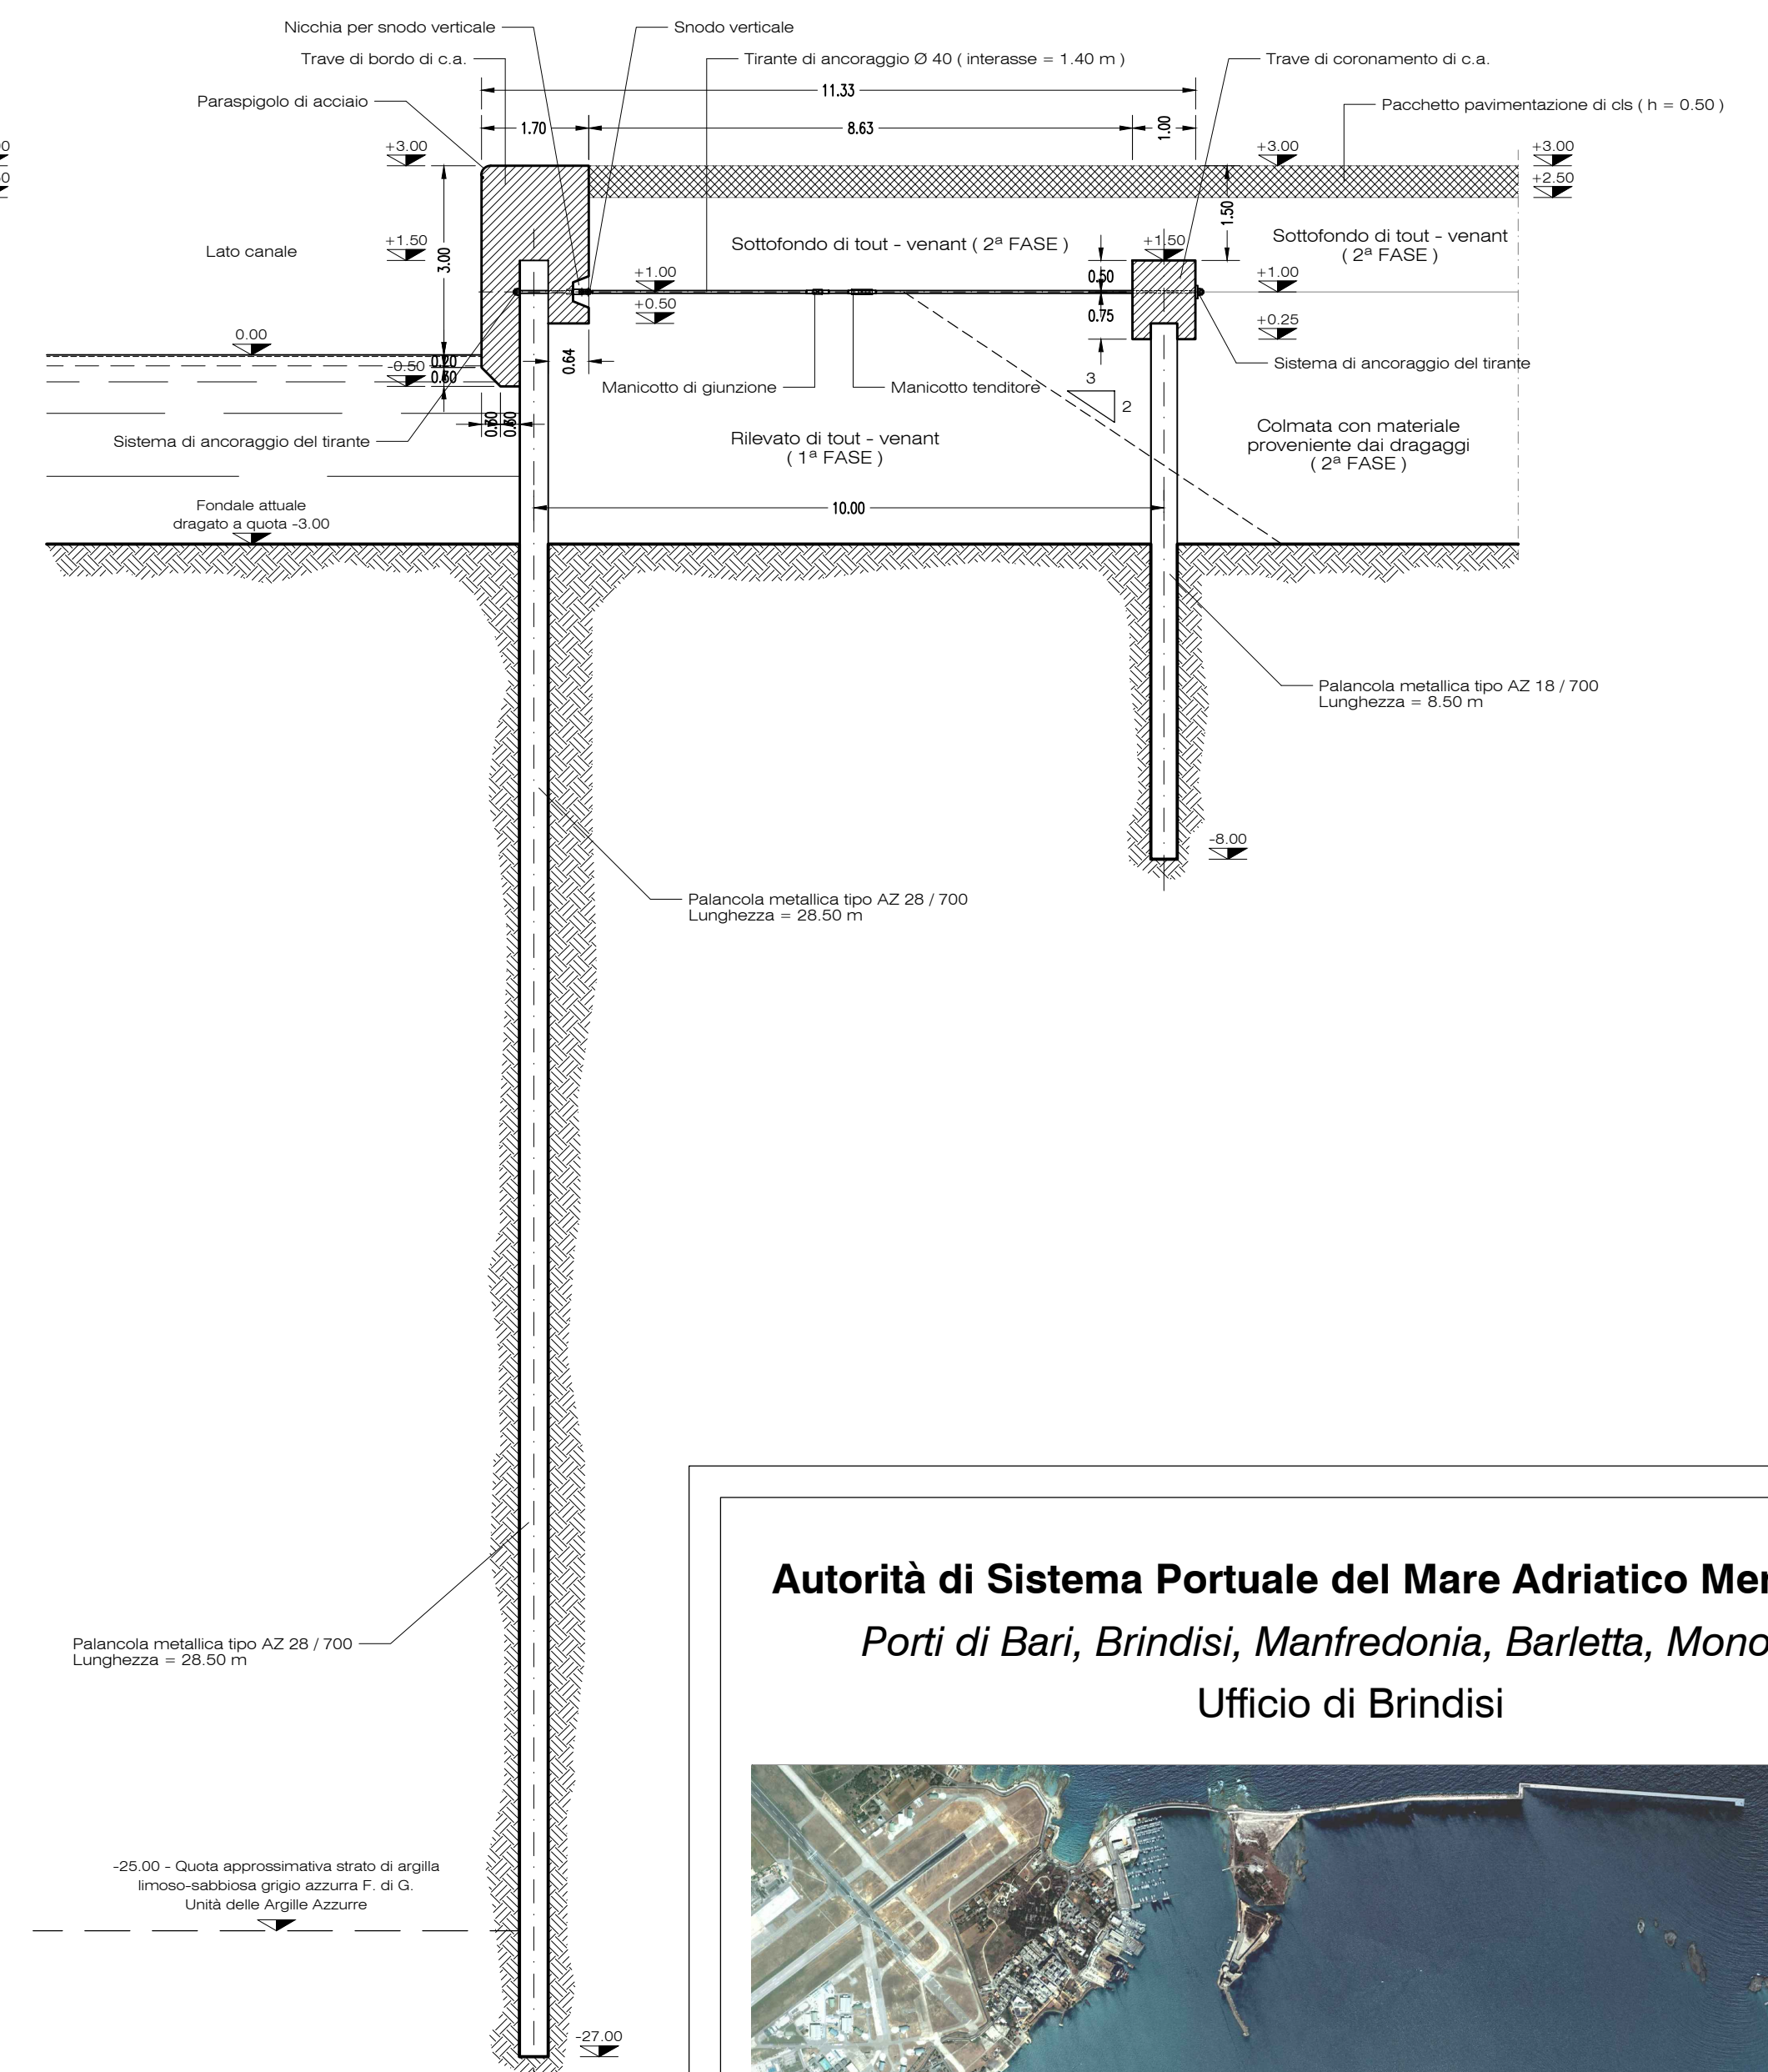 Nicchia per snodo verticale
Snodo verticale
Trave di bordo di c.a.
Tirante di ancoraggio Ø 40 ( interasse = 1.40 m )
Trave di coronamento di c.a.
11.33
Paraspigolo di acciaio
Pacchetto pavimentazione di cls ( h = 0.50 )
1.70
8.63
1.00
+3.00
+3.00
+3.00
+2.50
1.50
Lato canale
+1.50
3.00
Sottofondo di tout - venant ( 2ª FASE )
+1.50
Sottofondo di tout - venant
( 2ª FASE )
+1.00
0.50
+1.00
+0.50
0.75
+0.25
0.00
-0.50
0.20
0.30
0.64
Sistema di ancoraggio del tirante
Manicotto di giunzione
Manicotto tenditore
3
2
0.30
0.30
Sistema di ancoraggio del tirante
Rilevato di tout - venant
( 1ª FASE )
Colmata con materiale
proveniente dai dragaggi
( 2ª FASE )
Fondale attuale
dragato a quota -3.00
10.00
Palancola metallica tipo AZ 18 / 700
Lunghezza = 8.50 m
-8.00
Palancola metallica tipo AZ 28 / 700
Lunghezza = 28.50 m
Autorità di Sistema Portuale del Mare Adriatico Mer
Porti di Bari, Brindisi, Manfredonia, Barletta, Mono
Ufficio di Brindisi
Palancola metallica tipo AZ 28 / 700
Lunghezza = 28.50 m
-25.00 - Quota approssimativa strato di argilla
limoso-sabbiosa grigio azzurra F. di G.
Unità delle Argille Azzurre
-27.00